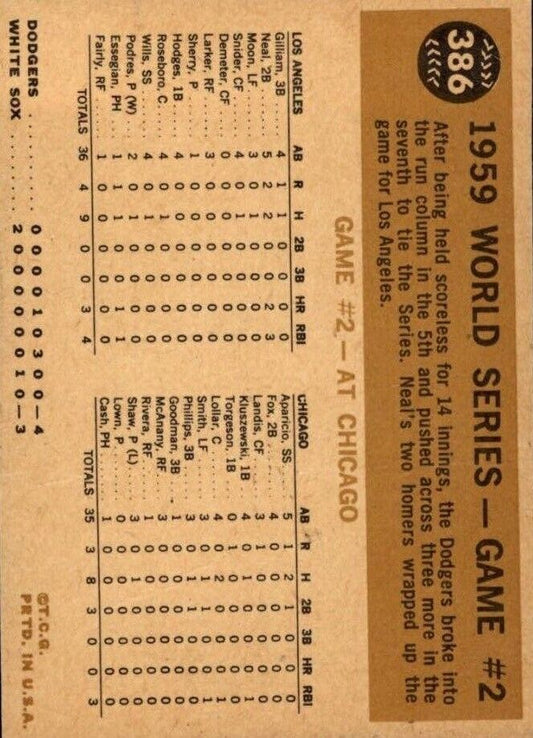 386
1959 WORLD SERIES — GAME #2
After being held scoreless for 14 innings, the Dodgers broke into
the run column in the 5th and pushed across three more in the
seventh to tie the Series. Neal's two homers wrapped up the
game for Los Angeles.
GAME #2 — AT CHICAGO
LOS ANGELES AB R H 2B 3B HR RBI
Gilliam, 3B .... 4 1 1 0 0 0 0
Neal, 2B ...... 5 2 2 0 0 2 3
Moon, LF ..... 3 0 1 0 0 0 0
Snider, CF .... 4 0 1 0 0 0 0
Demeter, CF .. 0 0 0 0 0 0 0
Larker, RF .... 3 0 0 0 0 0 0
Sherry, P ..... 1 0 0 0 0 0 0
Hodges, 1B .... 4 0 0 0 0 0 0
Roseboro, C. .. 4 0 1 0 0 0 0
Wills, SS ...... 4 0 1 0 0 0 0
Podres, P (W) .. 2 0 1 0 0 0 0
Essegian, PH .. 1 1 1 0 0 1 1
Fairly, RF ..... 1 0 0 0 0 0 0
TOTALS 36 4 9 0 0 3 4
CHICAGO AB R H 2B 3B HR RBI
Aparicio, SS ... 5 1 2 1 0 0 0
Fox, 2B ....... 4 0 0 0 0 0 0
Landis, CF .... 3 1 0 0 0 0 0
Kluszewski, 1B 4 0 1 0 0 0 1
Torgeson, 1B .. 0 1 0 0 0 0 0
Lollar, C ...... 4 0 2 0 0 0 1
Smith, LF ..... 3 0 1 1 0 0 1
Phillips, 3B ... 3 0 1 1 0 0 0
Goodman, 3B .. 1 0 0 0 0 0 0
McAnany, RF .. 3 0 0 0 0 0 0
Rivera, RF .... 1 0 0 0 0 0 0
Shaw, P (L) ... 3 0 1 0 0 0 0
Lown, P ...... 0 0 0 0 0 0 0
Cash, PH ..... 1 0 0 0 0 0 0
TOTALS 35 3 8 3 0 0 3
DODGERS ........ 0 0 0 0 1 0 3 0 0—4
WHITE SOX ...... 2 0 0 0 0 0 0 1 0—3
©T.C.G.
PRTD. IN U.S.A.